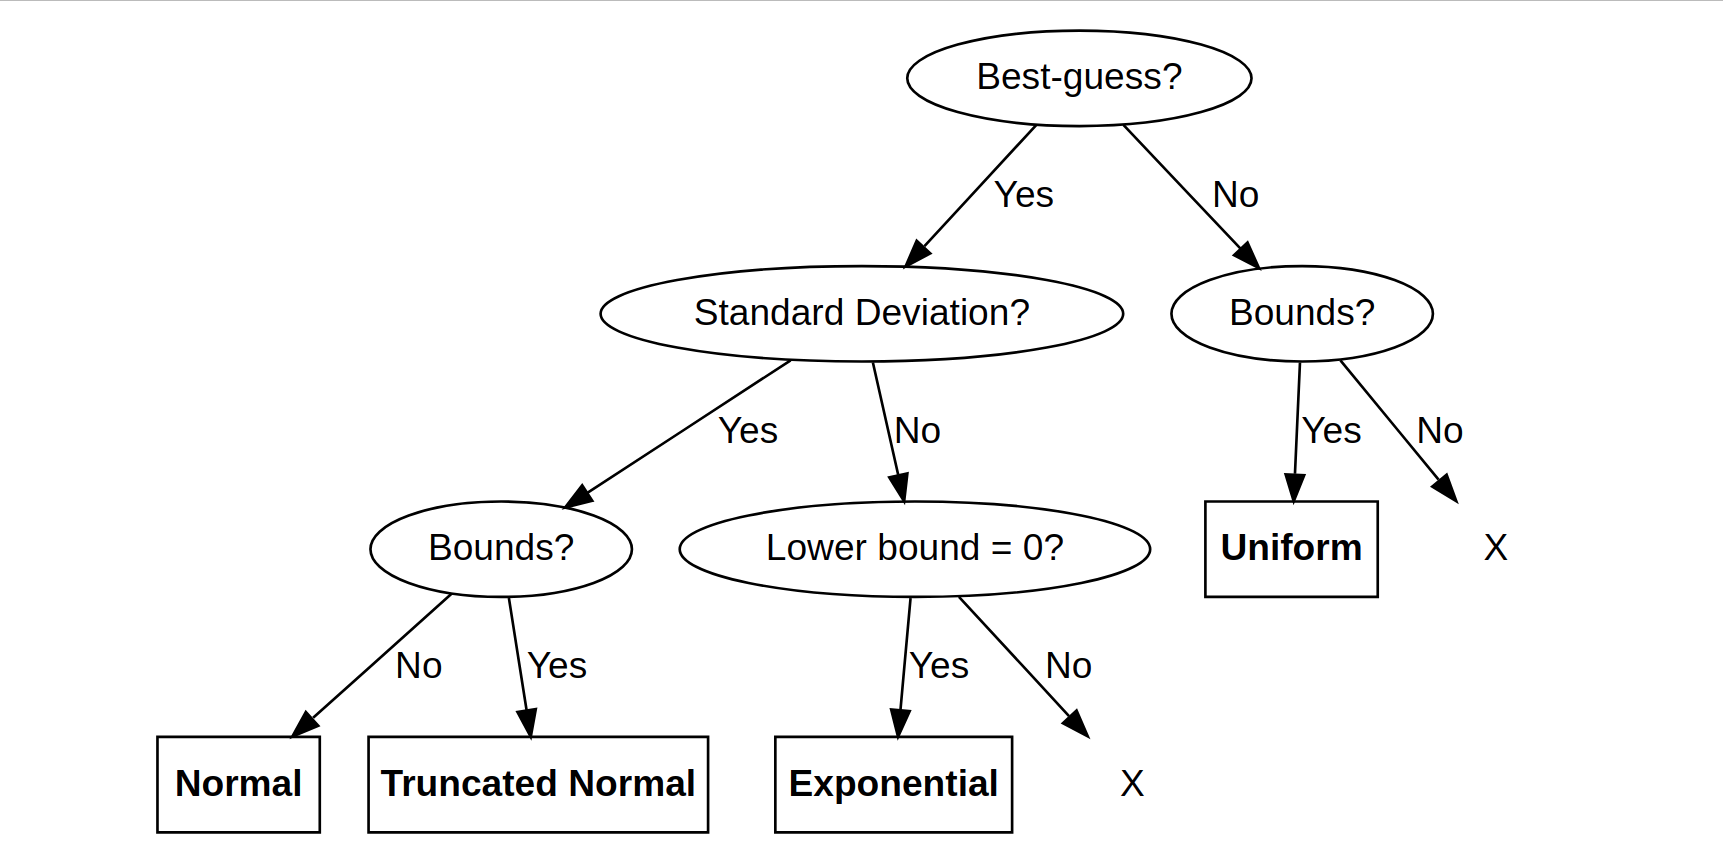 Best-guess?
Yes
No
Standard Deviation?
Bounds?
Yes
No
Yes
No
Bounds?
Lower bound = 0?
Uniform
X
No
Yes
Yes
No
Normal
Truncated Normal
Exponential
X